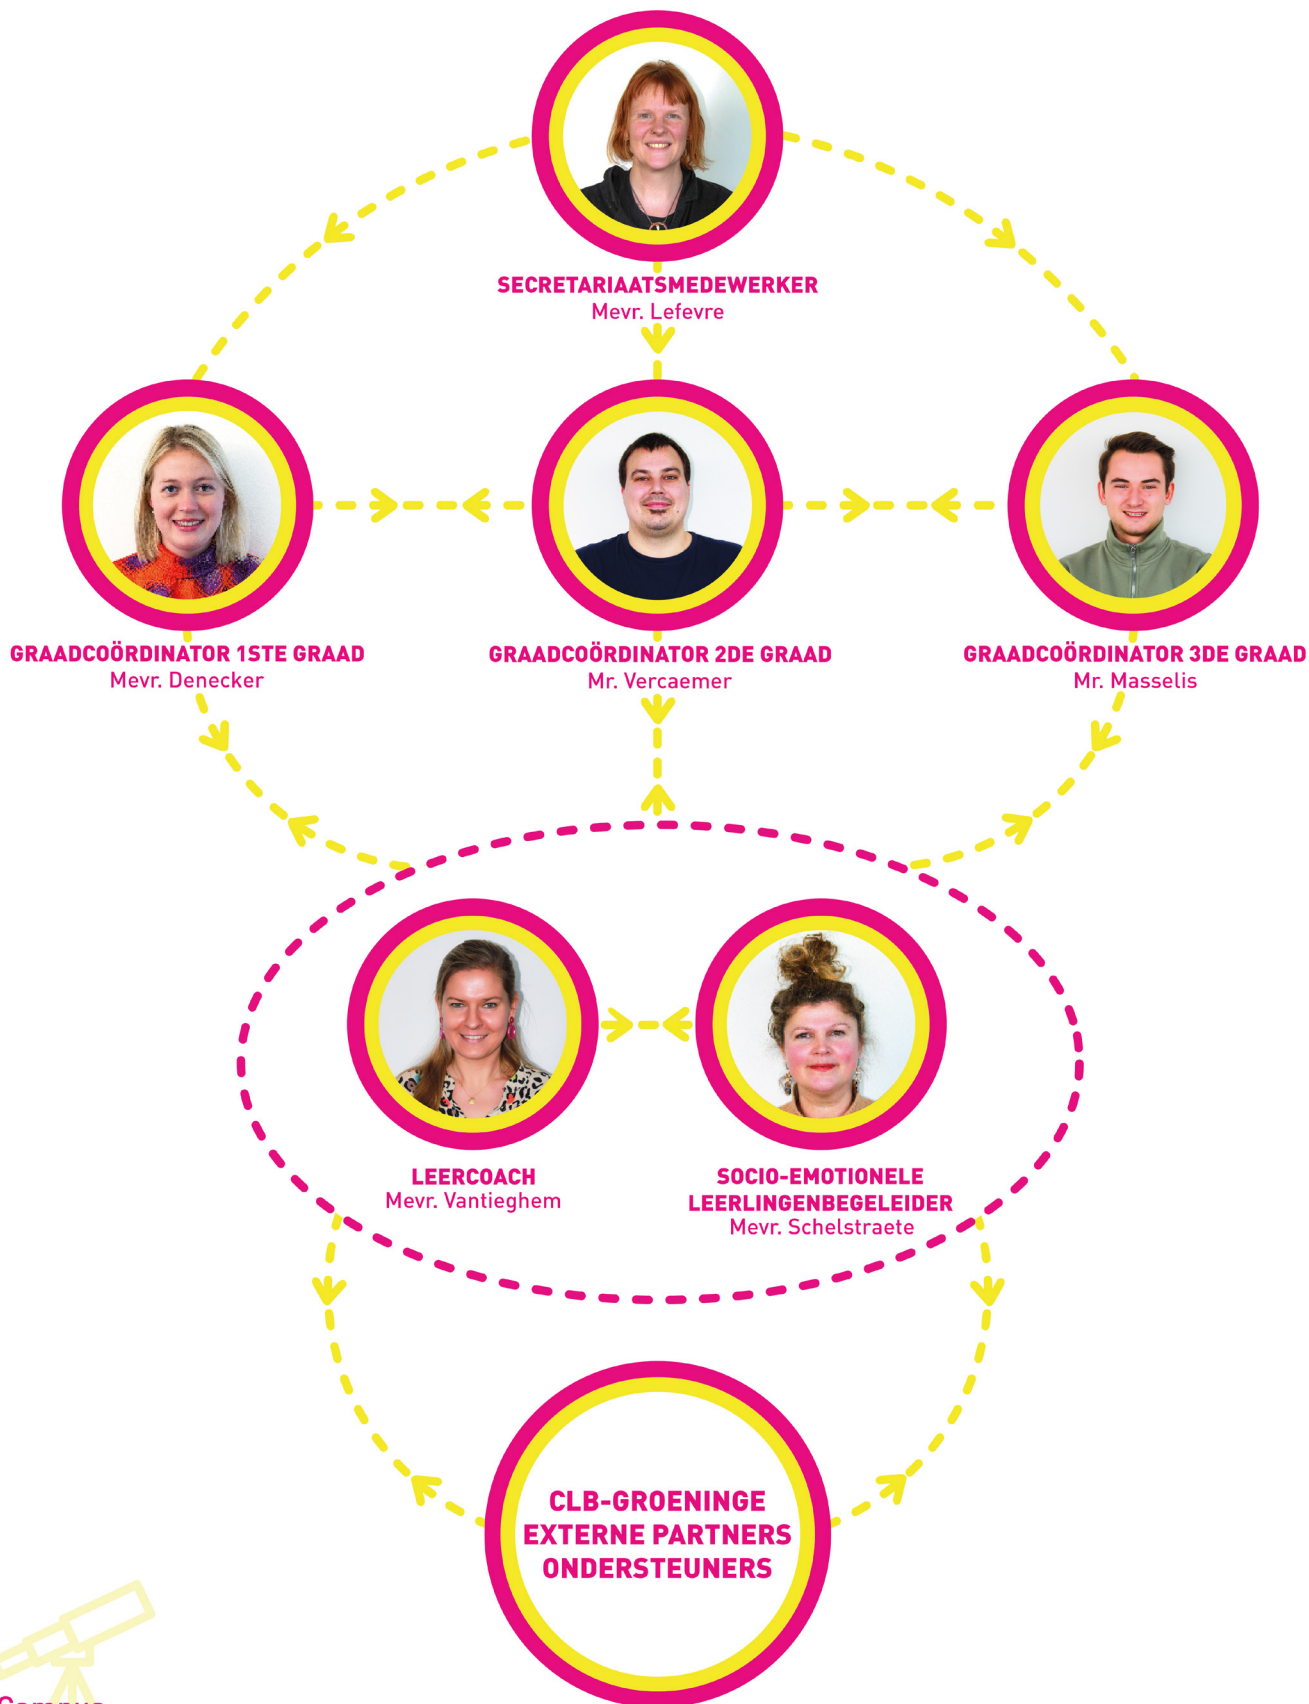 SECRETARIAATSMEDEWERKER
Mevr. Lefevre
GRAADCOÖRDINATOR 1STE GRAAD
Mevr. Denecker
GRAADCOÖRDINATOR 2DE GRAAD
Mr. Vercaemer
GRAADCOÖRDINATOR 3DE GRAAD
Mr. Masselis
LEERCOACH
Mevr. Vantieghem
SOCIO-EMOTIONELE
LEERLINGENBEGELEIDER
Mevr. Schelstraete
CLB-GROENINGE
EXTERNE PARTNERS
ONDERSTEUNERS